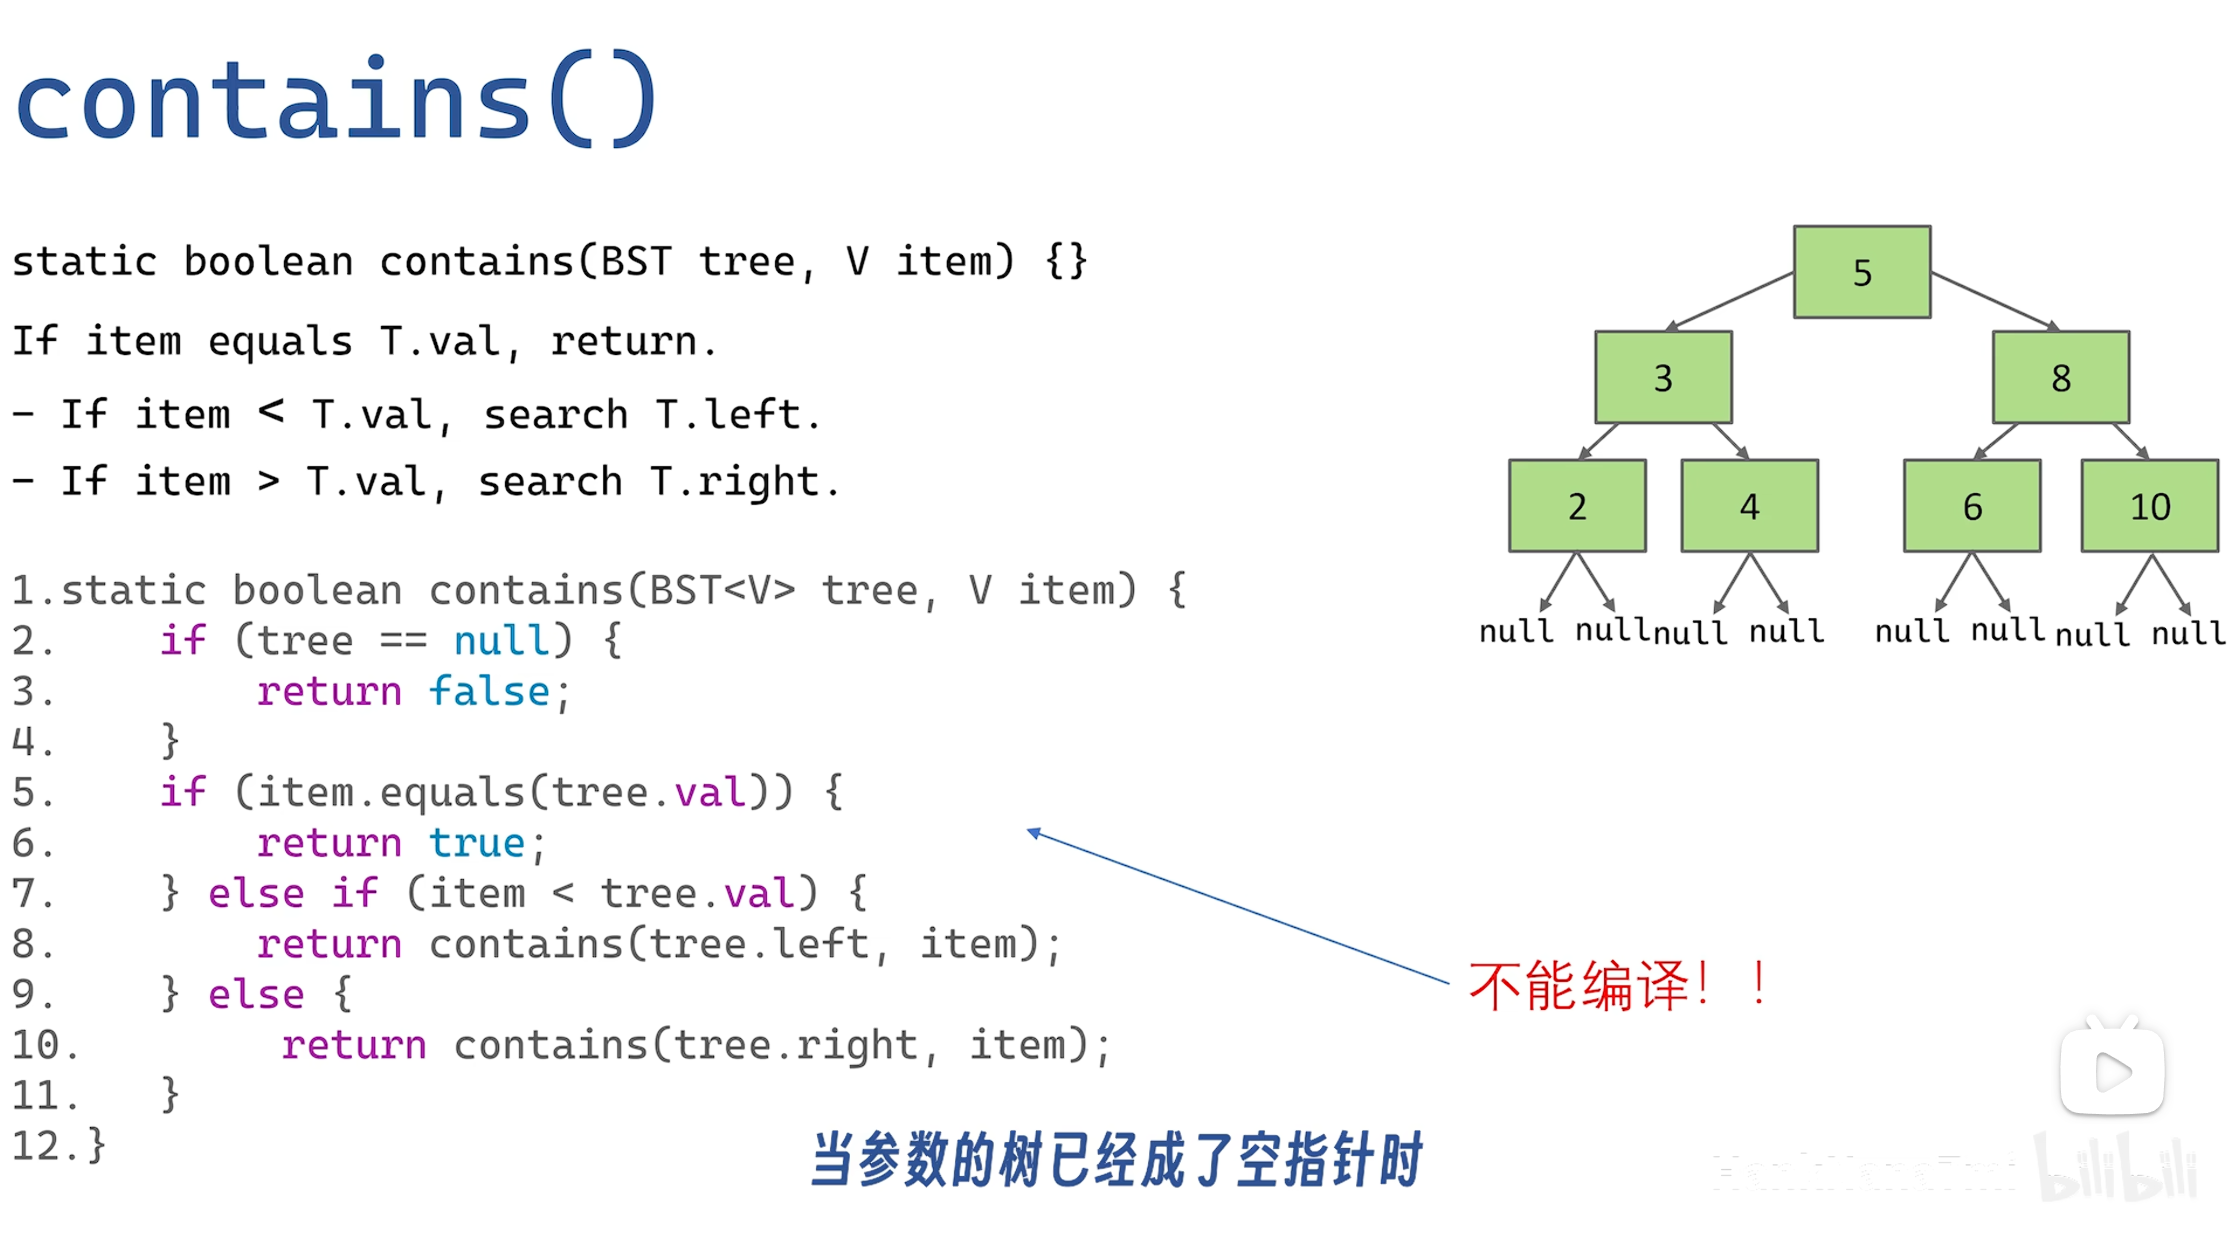 contains()
static boolean contains(BST tree, V item) {}
If item equals T.val, return.
– If item < T.val, search T.left.
– If item > T.val, search T.right.
1.static boolean contains(BST<V> tree, V item) {
2.    if (tree == null) {
3.        return false;
4.    }
5.    if (item.equals(tree.val)) {
6.        return true;
7.    } else if (item < tree.val) {
8.        return contains(tree.left, item);
9.    } else {
10.        return contains(tree.right, item);
11.   }
12.}
5
3 8
2 4 6 10
null null null null null null null null
不能编译！！
当参数的树已经成了空指针时
bilibili